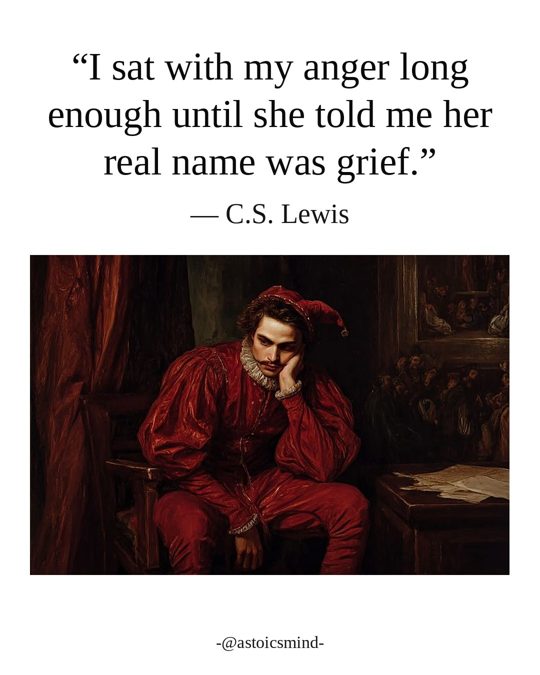 “I sat with my anger long
enough until she told me her
real name was grief.”
— C.S. Lewis
-@astoicsmind-